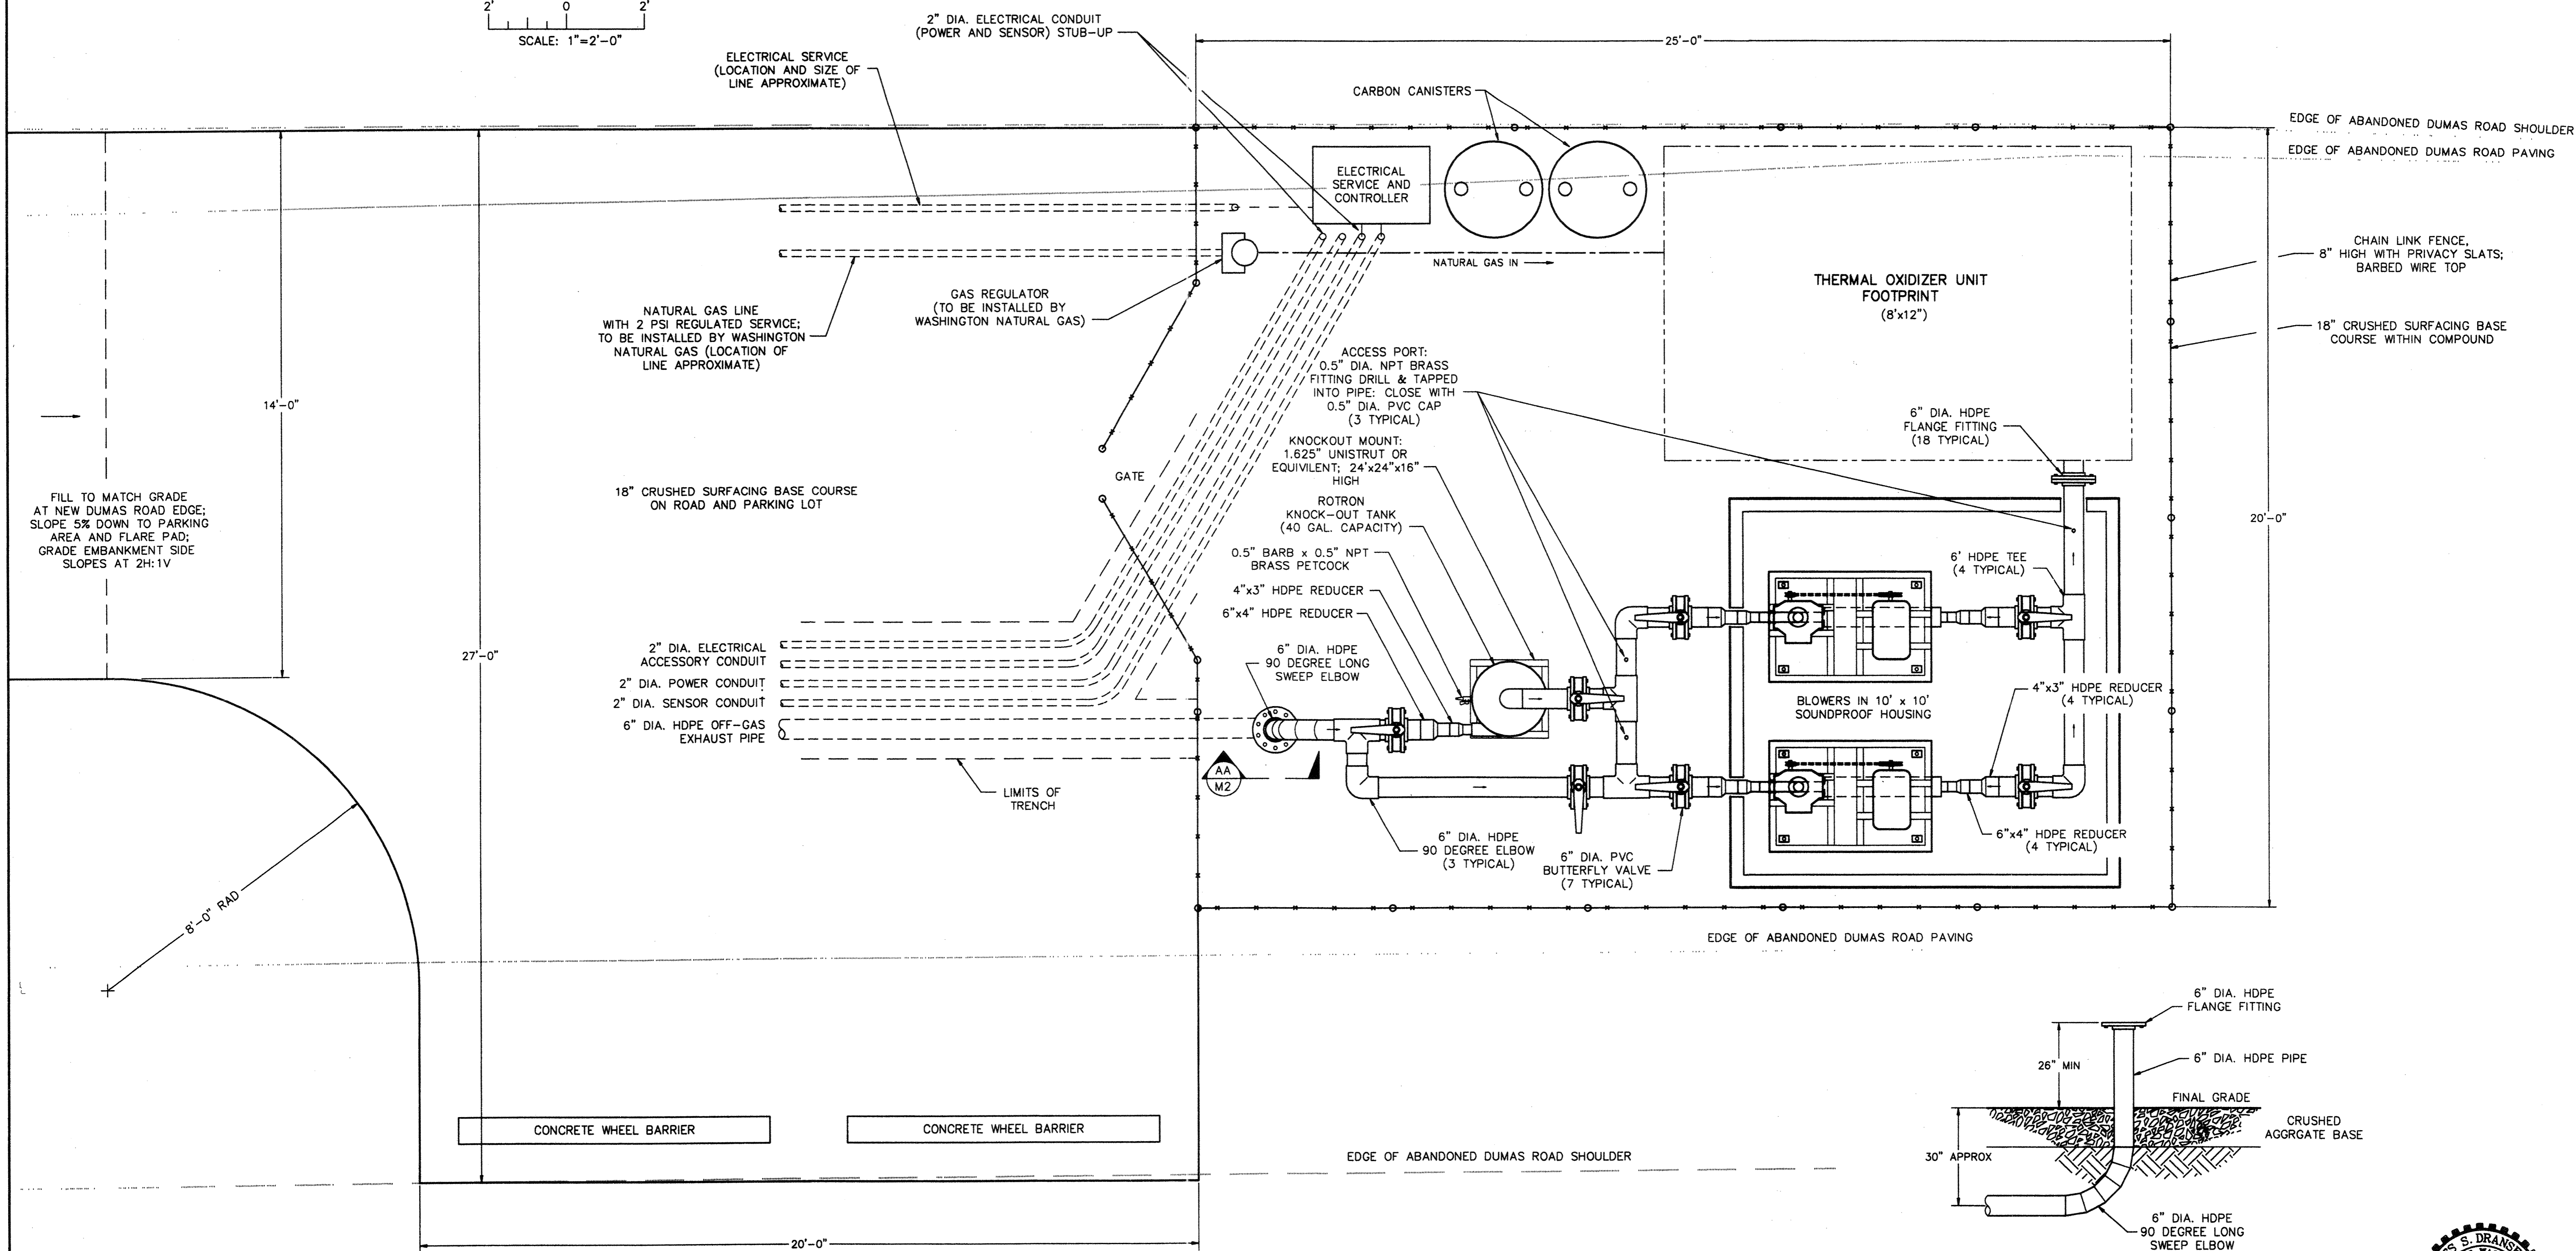 2' 0 2'
SCALE: 1"=2'-0"
2" DIA. ELECTRICAL CONDUIT
(POWER AND SENSOR) STUB-UP
25'-0"
ELECTRICAL SERVICE
(LOCATION AND SIZE OF
LINE APPROXIMATE)
CARBON CANISTERS
EDGE OF ABANDONED DUMAS ROAD SHOULDER
EDGE OF ABANDONED DUMAS ROAD PAVING
ELECTRICAL
SERVICE AND
CONTROLLER
NATURAL GAS IN
THERMAL OXIDIZER UNIT
FOOTPRINT
(8'x12")
CHAIN LINK FENCE,
8" HIGH WITH PRIVACY SLATS;
BARBED WIRE TOP
18" CRUSHED SURFACING BASE
COURSE WITHIN COMPOUND
GAS REGULATOR
(TO BE INSTALLED BY
WASHINGTON NATURAL GAS)
NATURAL GAS LINE
WITH 2 PSI REGULATED SERVICE;
TO BE INSTALLED BY WASHINGTON
NATURAL GAS (LOCATION OF
LINE APPROXIMATE)
ACCESS PORT:
0.5" DIA. NPT BRASS
FITTING DRILL & TAPPED
INTO PIPE: CLOSE WITH
0.5" DIA. PVC CAP
(3 TYPICAL)
14'-0"
6" DIA. HDPE
FLANGE FITTING
(18 TYPICAL)
KNOCKOUT MOUNT:
1.625" UNISTRUT OR
EQUIVILENT; 24'x24"x16"
HIGH
GATE
FILL TO MATCH GRADE
AT NEW DUMAS ROAD EDGE;
SLOPE 5% DOWN TO PARKING
AREA AND FLARE PAD;
GRADE EMBANKMENT SIDE
SLOPES AT 2H:1V
18" CRUSHED SURFACING BASE COURSE
ON ROAD AND PARKING LOT
ROTRON
KNOCK-OUT TANK
(40 GAL. CAPACITY)
20'-0"
0.5" BARB x 0.5" NPT
BRASS PETCOCK
6' HDPE TEE
(4 TYPICAL)
4"x3" HDPE REDUCER
6"x4" HDPE REDUCER
27'-0"
2" DIA. ELECTRICAL
ACCESSORY CONDUIT
2" DIA. POWER CONDUIT
2" DIA. SENSOR CONDUIT
6" DIA. HDPE OFF-GAS
EXHAUST PIPE
6" DIA. HDPE
90 DEGREE LONG
SWEEP ELBOW
BLOWERS IN 10' x 10'
SOUNDPROOF HOUSING
4"x3" HDPE REDUCER
(4 TYPICAL)
AA
M2
LIMITS OF
TRENCH
6" DIA. HDPE
90 DEGREE ELBOW
(3 TYPICAL)
6" DIA. PVC
BUTTERFLY VALVE
(7 TYPICAL)
6"x4" HDPE REDUCER
(4 TYPICAL)
8'-0" RAD
EDGE OF ABANDONED DUMAS ROAD PAVING
6" DIA. HDPE
FLANGE FITTING
26" MIN
6" DIA. HDPE PIPE
FINAL GRADE
CRUSHED
AGGRGATE BASE
30" APPROX
CONCRETE WHEEL BARRIER
CONCRETE WHEEL BARRIER
EDGE OF ABANDONED DUMAS ROAD SHOULDER
6" DIA. HDPE
90 DEGREE LONG
SWEEP ELBOW
20'-0"